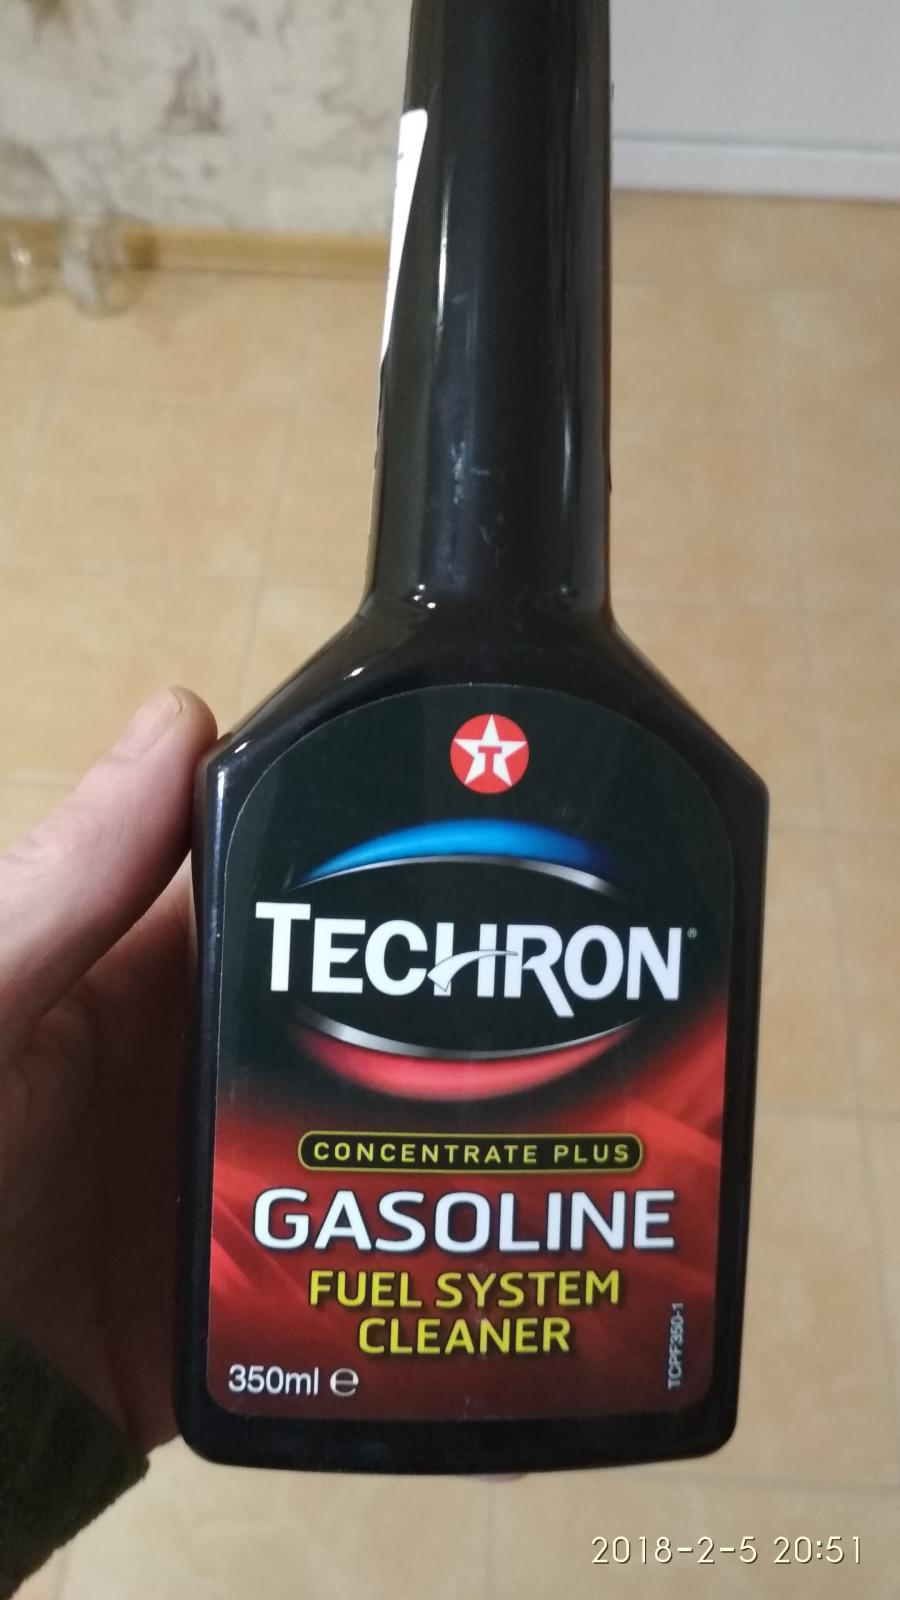 T
TECHRON®
CONCENTRATE PLUS
GASOLINE
FUEL SYSTEM
CLEANER
350ml ℮
TCPF350-1
2018-2-5 20:51